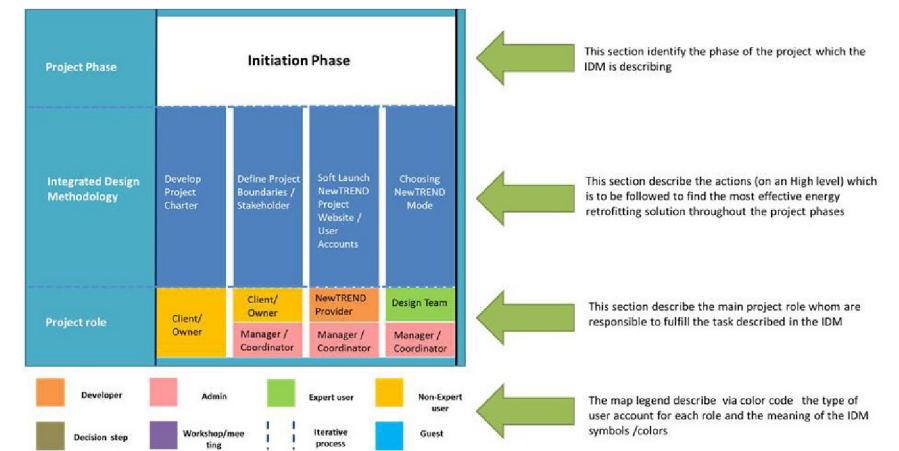 Project Phase
Initiation Phase
This section identify the phase of the project which the
IDM is describing
Integrated Design
Methodology
Develop
Project
Charter
Define Project
Boundaries /
Stakeholder
Soft Launch
NewTREND
Project
Website /
User
Accounts
Choosing
NewTREND
Mode
This section describe the actions (on an High level) which
is to be followed to find the most effective energy
retrofitting solution throughout the project phases
Project role
Client/
Owner
Client/
Owner
Manager /
Coordinator
NewTREND
Provider
Manager /
Coordinator
Design Team
Manager /
Coordinator
This section describe the main project role whom are
responsible to fulfill the task described in the IDM
Developer
Admin
Expert user
Non-Expert
user
Decision step
Workshop/mee
ting
Iterative
process
Guest
The map legend describe via color code the type of
user account for each role and the meaning of the IDM
symbols /colors